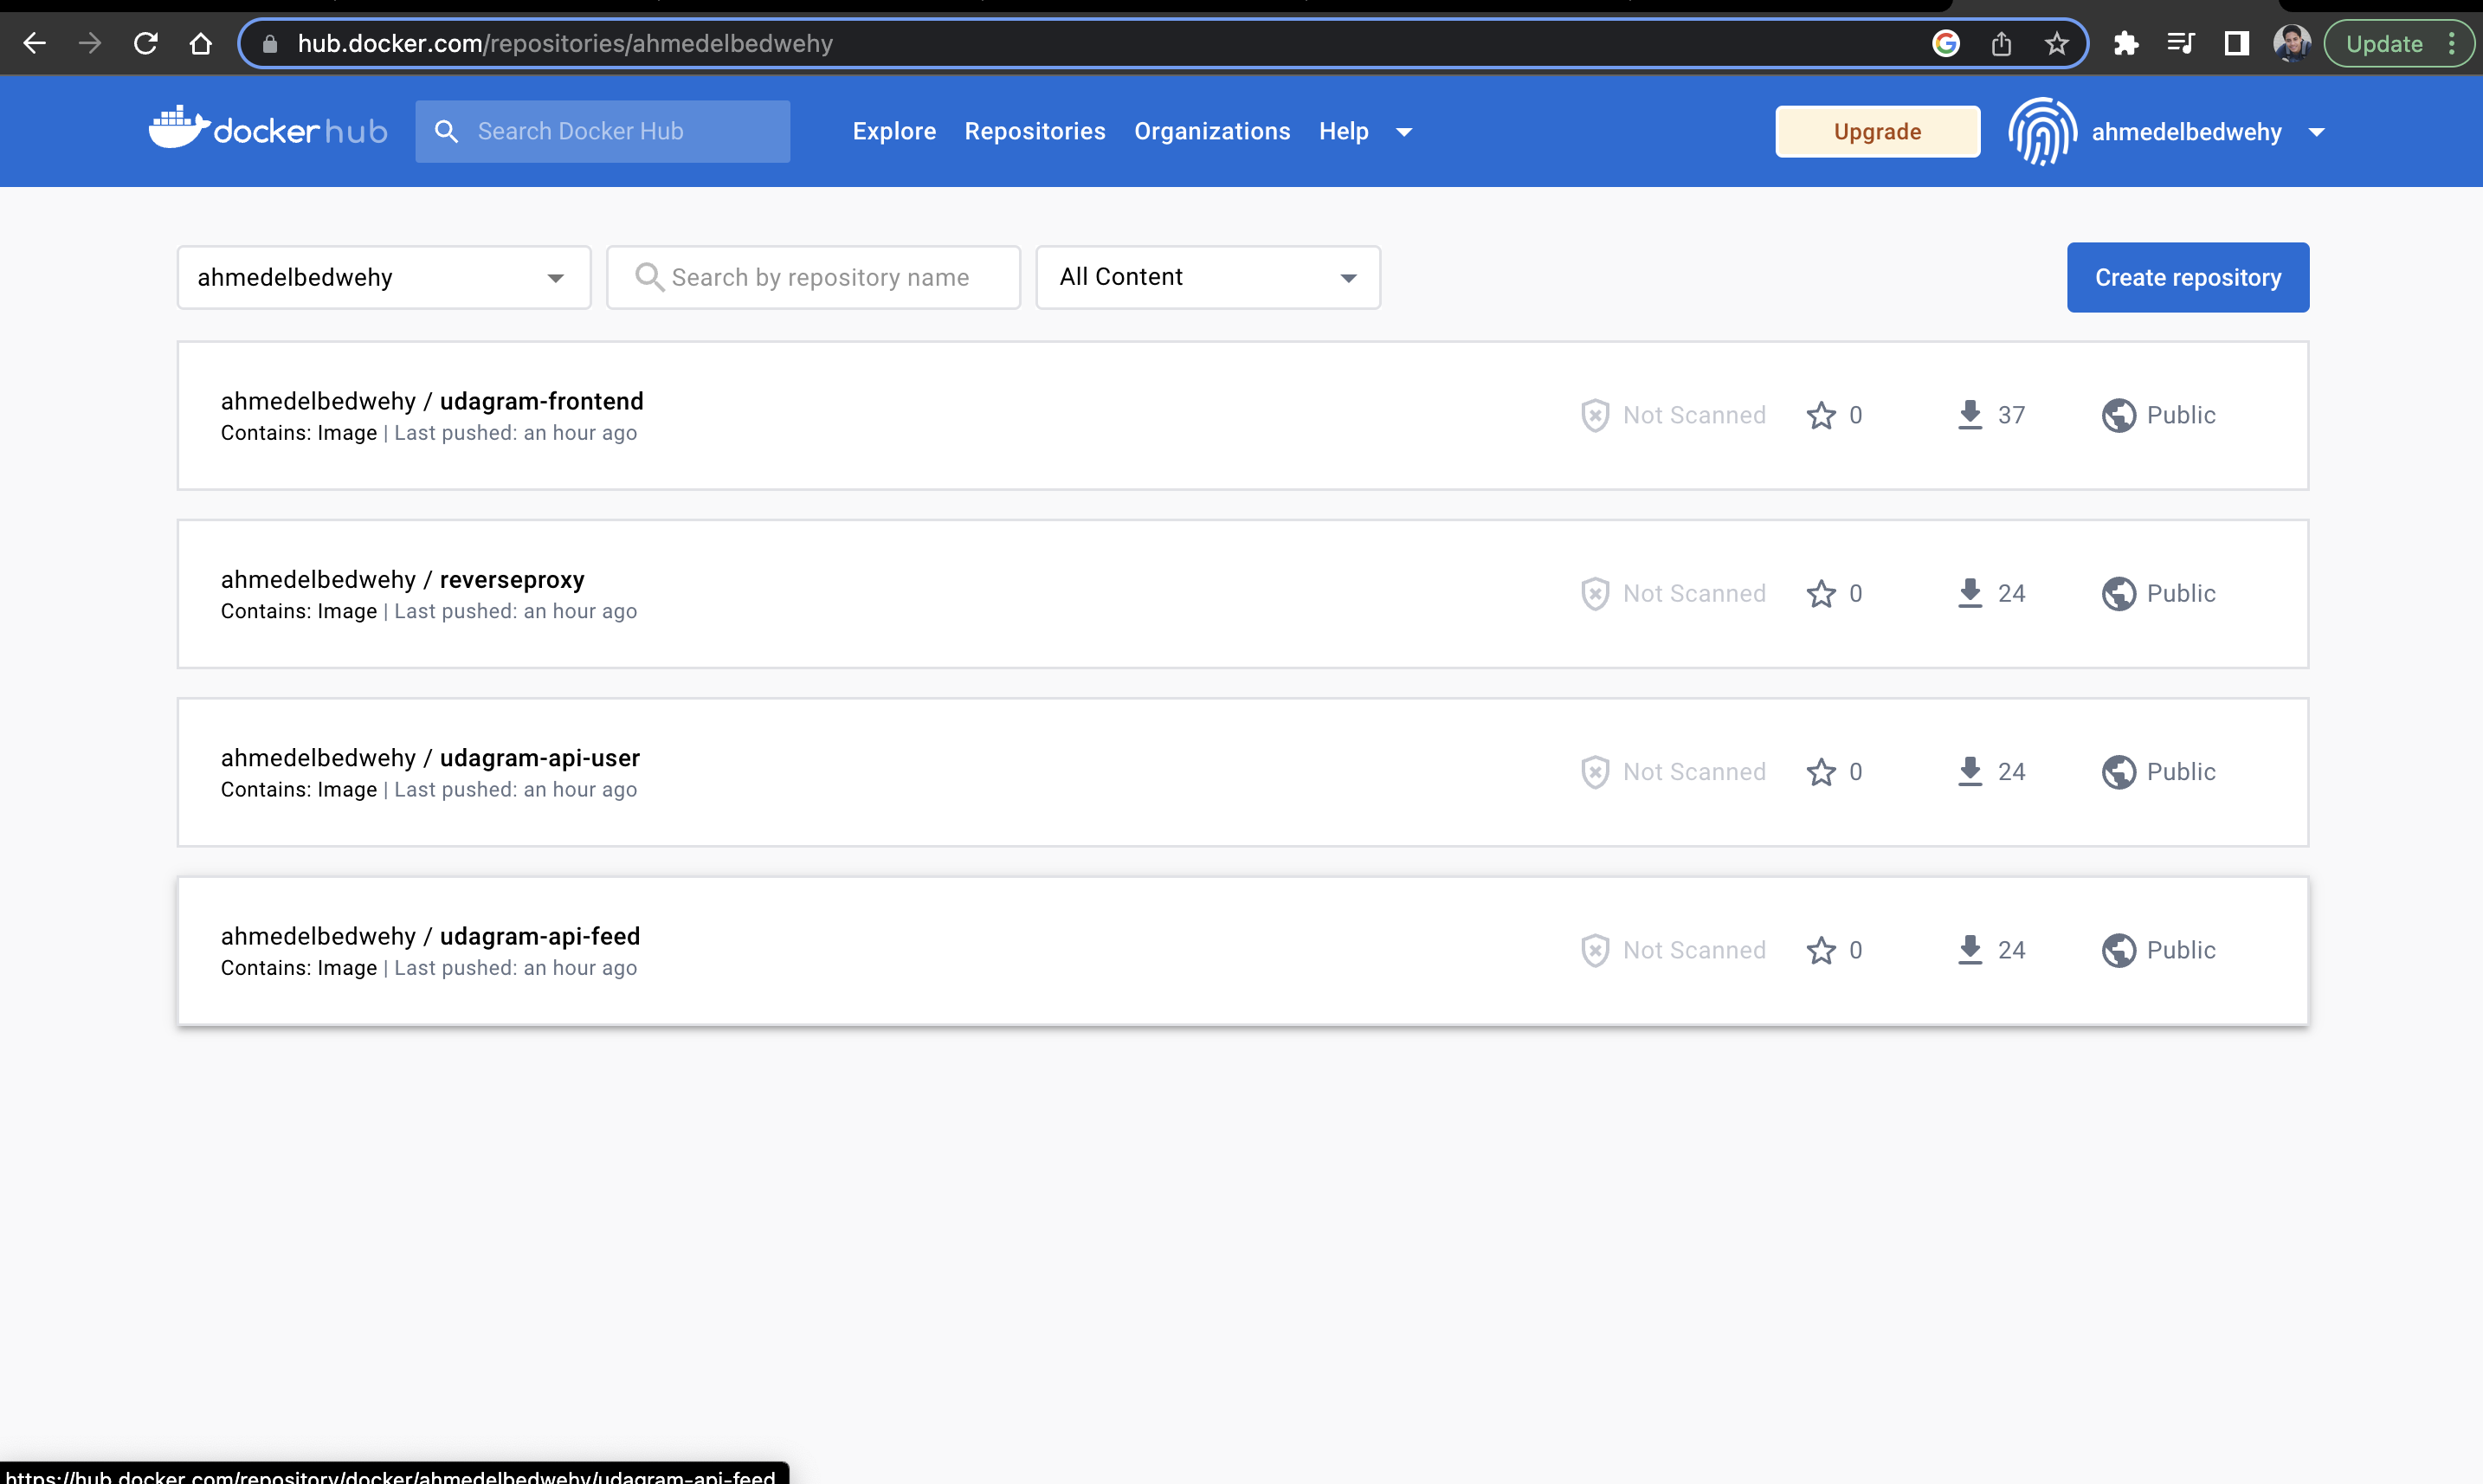 hub.docker.com/repositories/ahmedelbedwehy
Update
docker hub
Search Docker Hub
Explore
Repositories
Organizations
Help
Upgrade
ahmedelbedwehy
ahmedelbedwehy
Search by repository name
All Content
Create repository
ahmedelbedwehy / udagram-frontend
Contains: Image | Last pushed: an hour ago
Not Scanned
0
37
Public
ahmedelbedwehy / reverseproxy
Contains: Image | Last pushed: an hour ago
Not Scanned
0
24
Public
ahmedelbedwehy / udagram-api-user
Contains: Image | Last pushed: an hour ago
Not Scanned
0
24
Public
ahmedelbedwehy / udagram-api-feed
Contains: Image | Last pushed: an hour ago
Not Scanned
0
24
Public
https://hub.docker.com/repository/docker/ahmedelbedwehy/udagram-api-feed